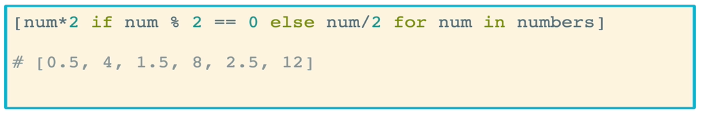 [num*2 if num % 2 == 0 else num/2 for num in numbers]
# [0.5, 4, 1.5, 8, 2.5, 12]